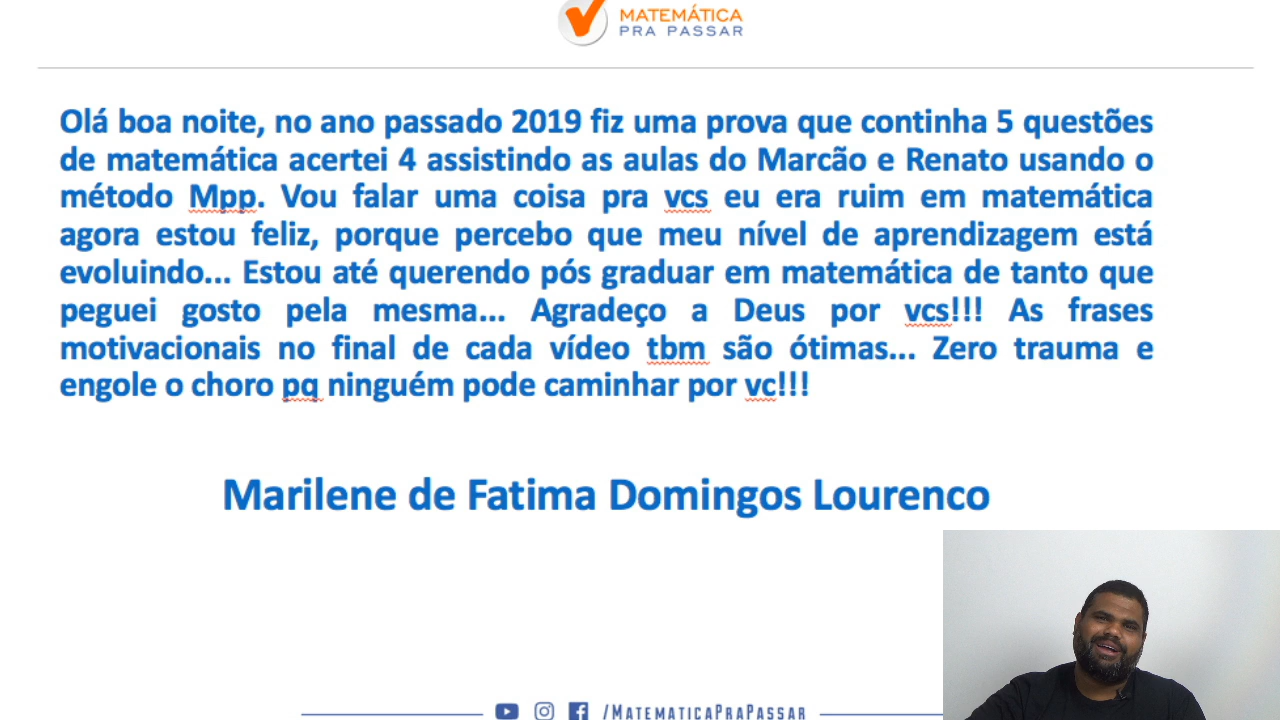 MATEMÁTICA
PRA PASSAR
Olá boa noite, no ano passado 2019 fiz uma prova que continha 5 questões
de matemática acertei 4 assistindo as aulas do Marcão e Renato usando o
método Mpp. Vou falar uma coisa pra vcs eu era ruim em matemática
agora estou feliz, porque percebo que meu nível de aprendizagem está
evoluindo... Estou até querendo pós graduar em matemática de tanto que
peguei gosto pela mesma... Agradeço a Deus por vcs!!! As frases
motivacionais no final de cada vídeo tbm são ótimas... Zero trauma e
engole o choro pq ninguém pode caminhar por vc!!!
Marilene de Fatima Domingos Lourenco
/MatematicaPraPassar